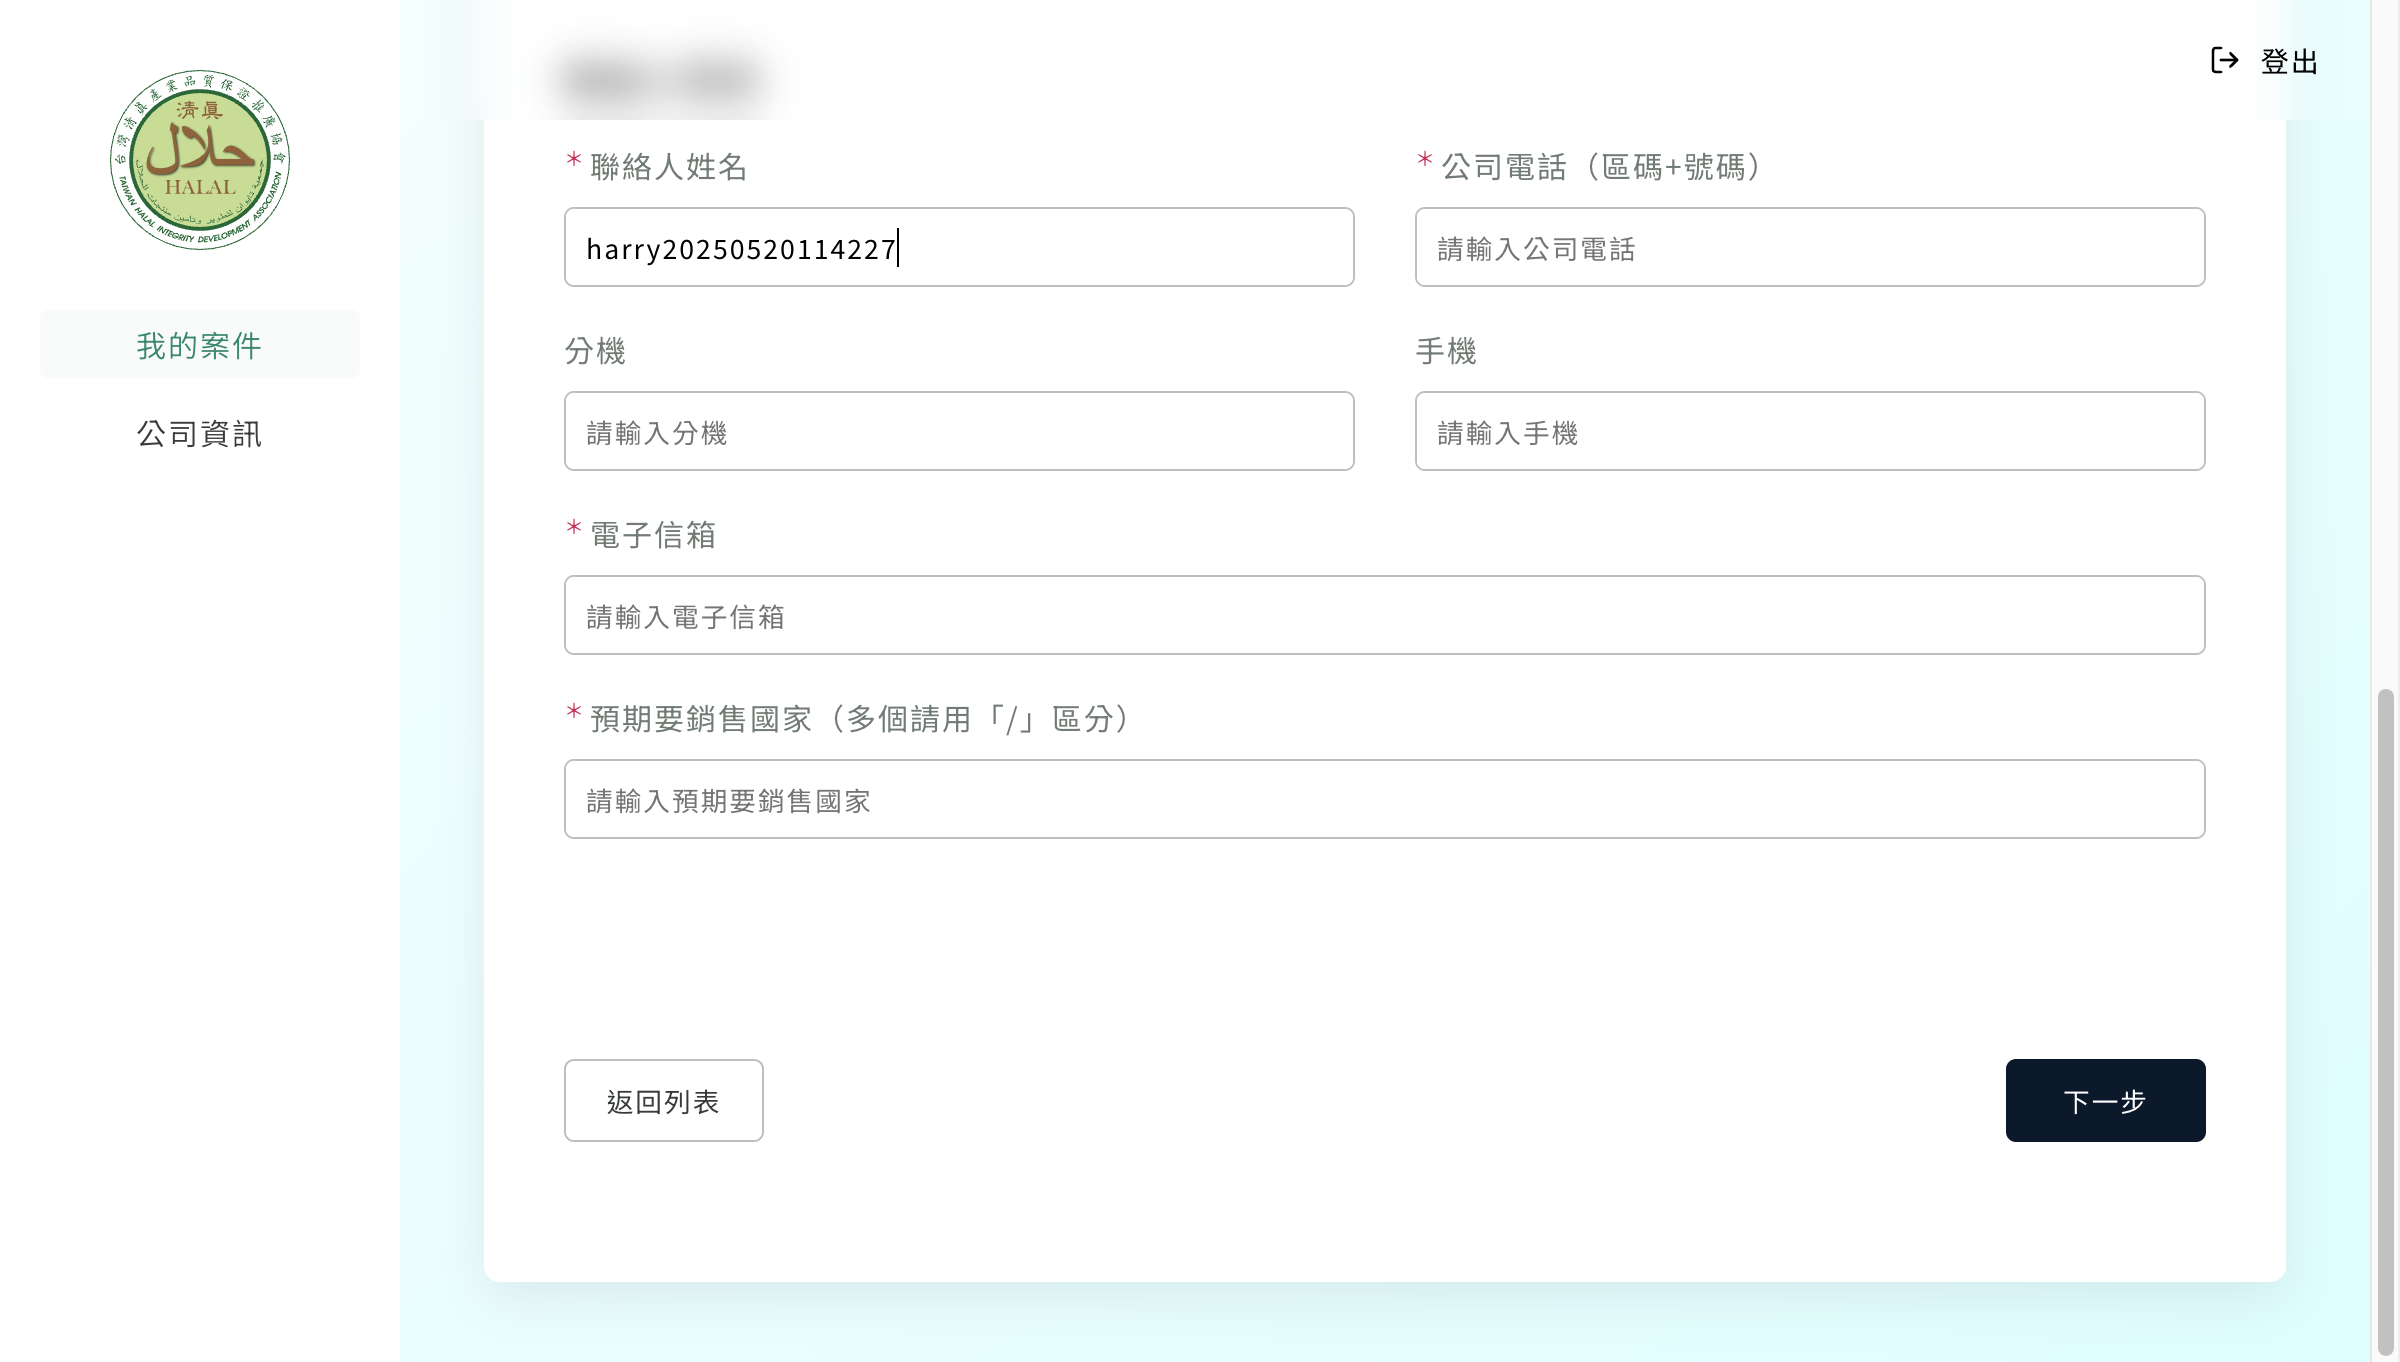 台灣清真產業品質保證推廣協會
清真
حلال
HALAL
TAIWAN HALAL INTEGRITY DEVELOPMENT ASSOCIATION
我的案件
公司資訊
登出
* 聯絡人姓名
* 公司電話（區碼+號碼）
harry20250520114227
請輸入公司電話
分機
手機
請輸入分機
請輸入手機
* 電子信箱
請輸入電子信箱
* 預期要銷售國家（多個請用「/」區分）
請輸入預期要銷售國家
返回列表
下一步